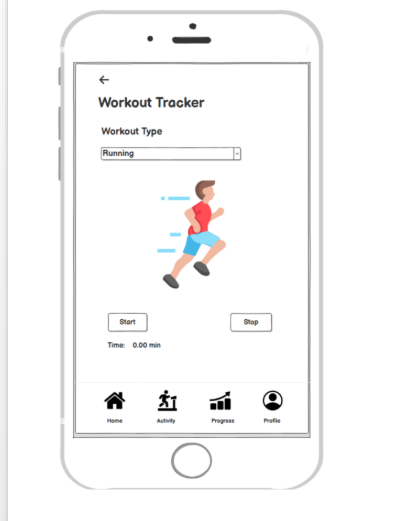 Workout Tracker
Workout Type
Running
Start Stop
Time: 0.00 min
Home Activity Progress Profile